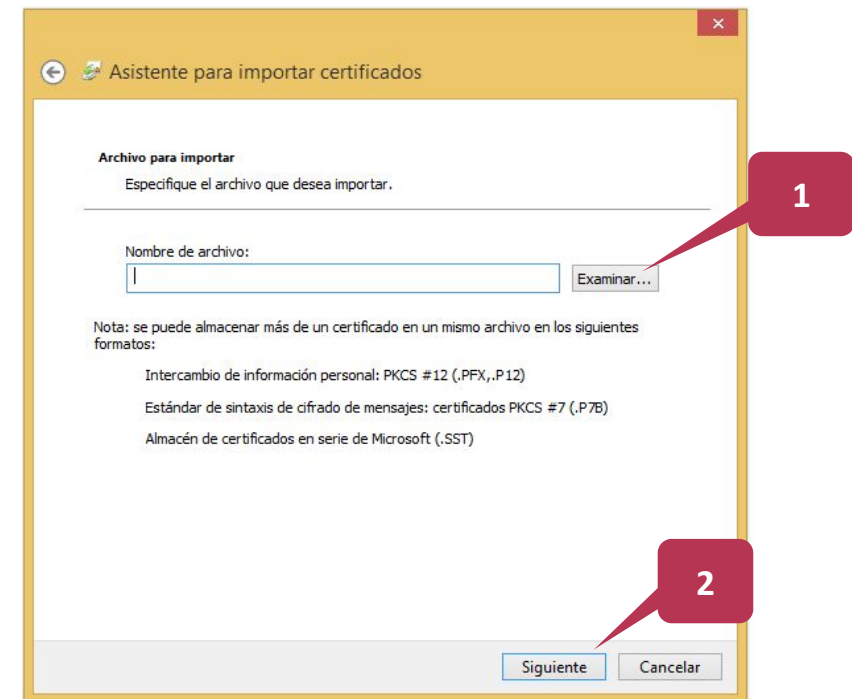 Asistente para importar certificados
Archivo para importar
Especifique el archivo que desea importar.
1
Nombre de archivo:
Examinar...
Nota: se puede almacenar más de un certificado en un mismo archivo en los siguientes
formatos:
Intercambio de información personal: PKCS #12 (.PFX,.P12)
Estándar de sintaxis de cifrado de mensajes: certificados PKCS #7 (.P7B)
Almacén de certificados en serie de Microsoft (.SST)
2
Siguiente Cancelar